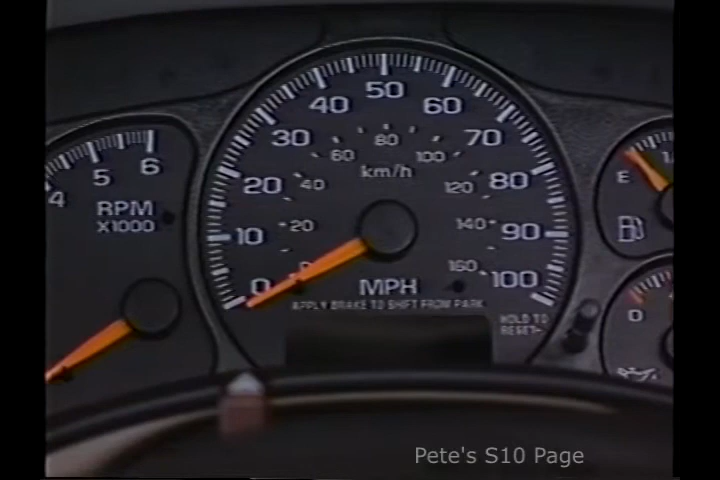 50
40
60
30
70
80
60
100
km/h
20
40
120
80
6
5
4
RPM
X1000
E
20
140
10
90
0
0
160
100
MPH
APPLY BRAKE TO SHIFT FROM PARK
HOLD TO
RESET-
0
Pete's S10 Page